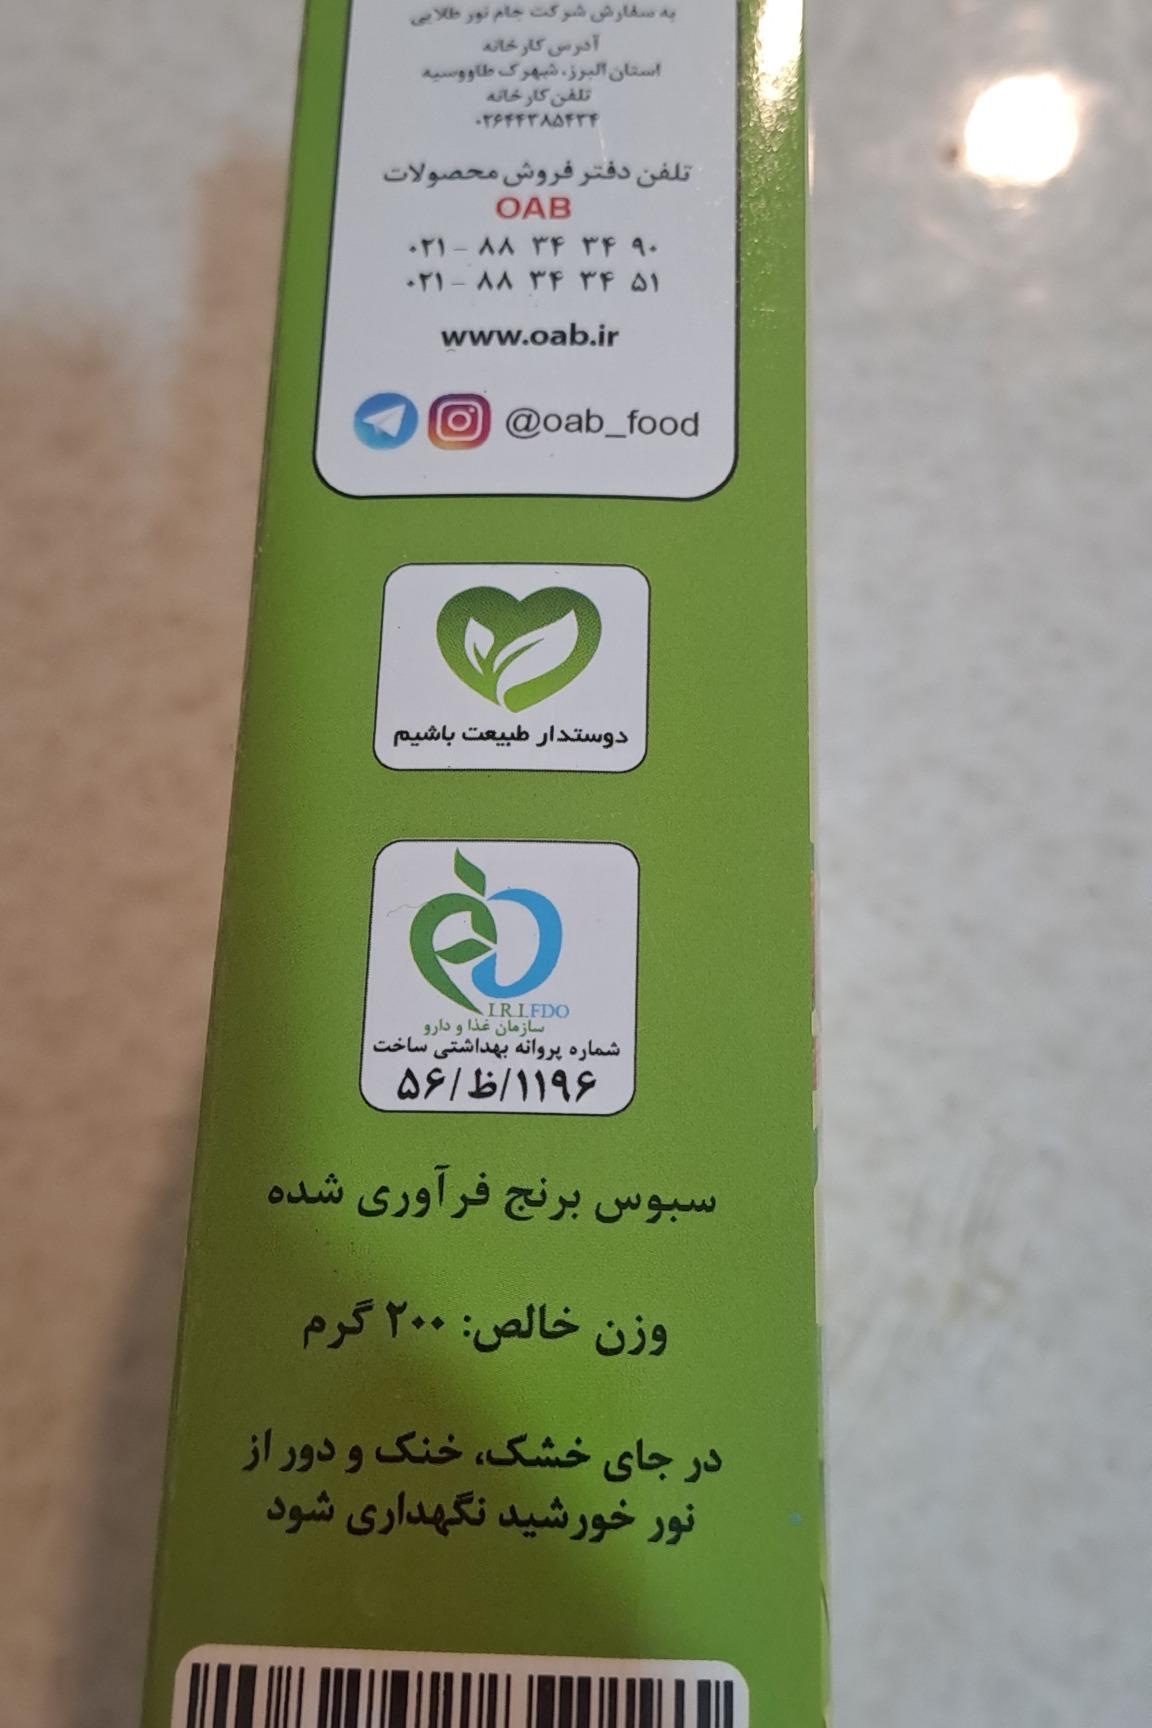 به سفارش شرکت جام نور طلایی
آدرس کارخانه
استان البرز، شهرک طاووسیه
تلفن کارخانه
۰۲۶۴۴۳۸۵۴۳۴
تلفن دفتر فروش محصولات
OAB
۰۲۱ – ۸۸ ۳۴ ۳۴ ۹۰
۰۲۱ – ۸۸ ۳۴ ۳۴ ۵۱
www.oab.ir
@oab_food
دوستدار طبیعت باشیم
I.R.I.FDO
سازمان غذا و دارو
شماره پروانه بهداشتی ساخت
۵۶/ظ/۱۱۹۶
سبوس برنج فرآوری شده
وزن خالص: ۲۰۰ گرم
در جای خشک، خنک و دور از
نور خورشید نگهداری شود